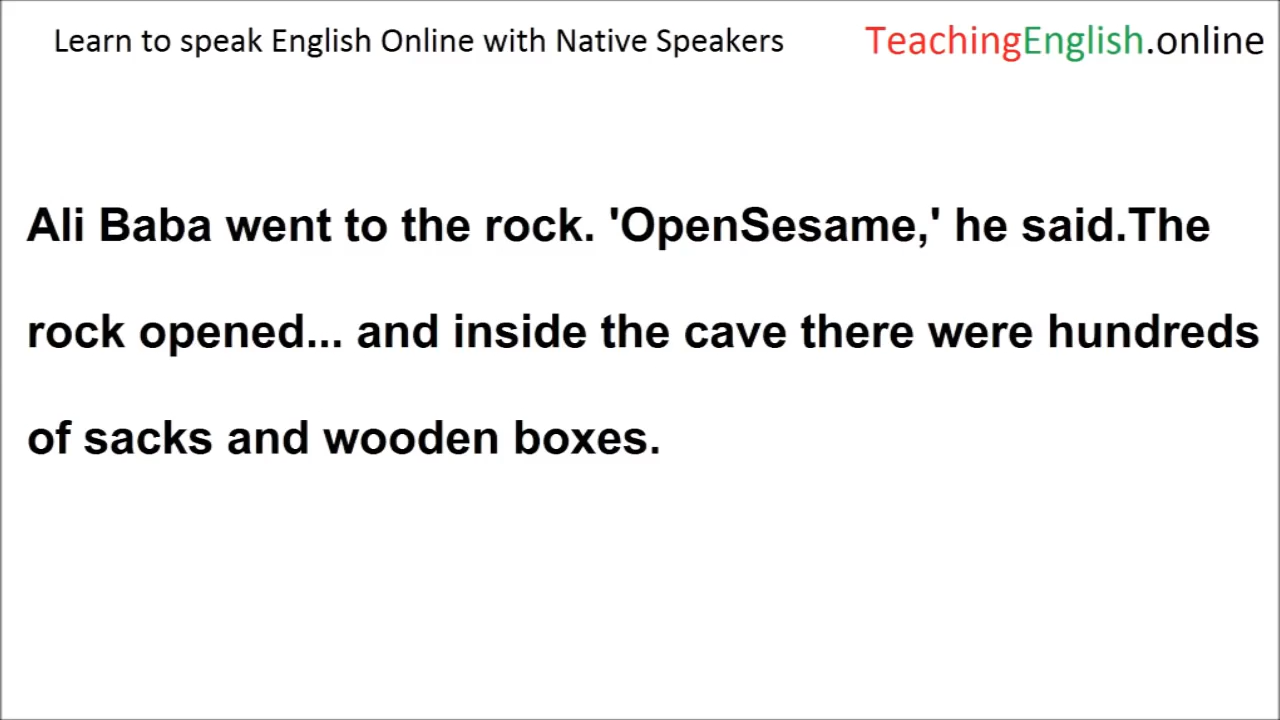 Learn to speak English Online with Native Speakers
TeachingEnglish.online
Ali Baba went to the rock. 'OpenSesame,' he said.The
rock opened... and inside the cave there were hundreds
of sacks and wooden boxes.